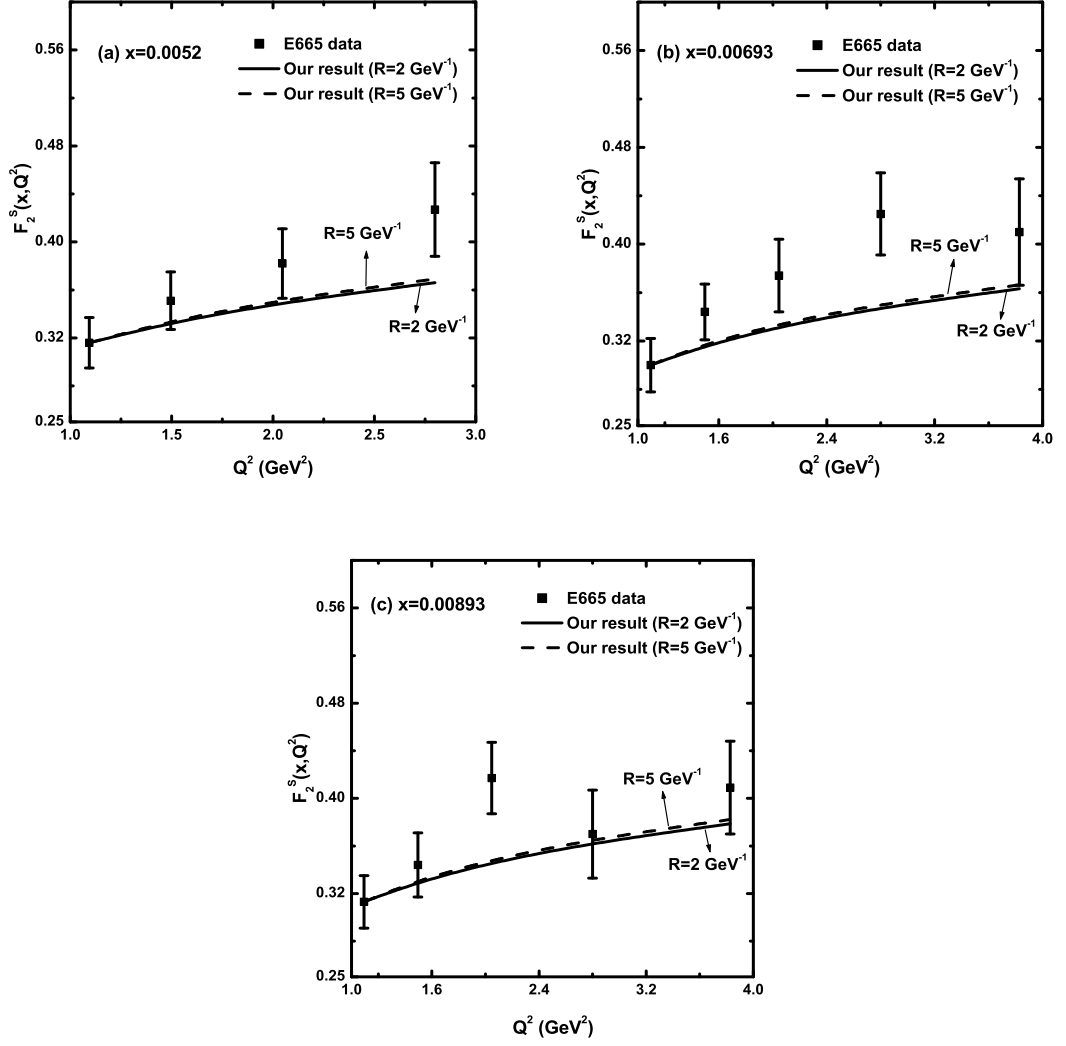 (a) x=0.0052
E665 data
Our result (R=2 GeV⁻¹)
Our result (R=5 GeV⁻¹)
0.56
0.48
0.40
0.32
0.25
F₂ˢ(x,Q²)
R=5 GeV⁻¹
R=2 GeV⁻¹
1.0 1.5 2.0 2.5 3.0
Q² (GeV²)
(b) x=0.00693
E665 data
Our result (R=2 GeV⁻¹)
Our result (R=5 GeV⁻¹)
0.56
0.48
0.40
0.32
0.25
F₂ˢ(x,Q²)
R=5 GeV⁻¹
R=2 GeV⁻¹
1.0 1.6 2.4 3.2 4.0
Q² (GeV²)
(c) x=0.00893
E665 data
Our result (R=2 GeV⁻¹)
Our result (R=5 GeV⁻¹)
0.56
0.48
0.40
0.32
0.25
F₂ˢ(x,Q²)
R=5 GeV⁻¹
R=2 GeV⁻¹
1.0 1.6 2.4 3.2 4.0
Q² (GeV²)